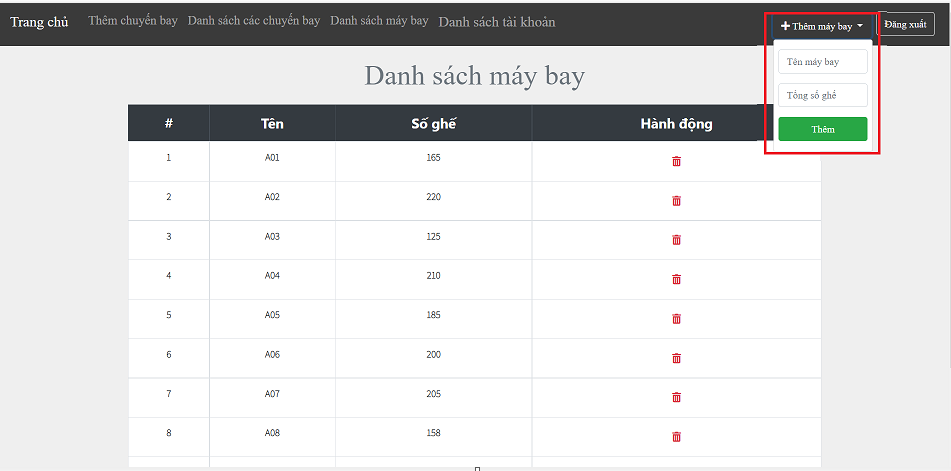 Trang chủ Thêm chuyến bay Danh sách các chuyến bay Danh sách máy bay Danh sách tài khoản Thêm máy bay Đăng xuất
Tên máy bay
Tổng số ghế
Thêm
Danh sách máy bay
# Tên Số ghế Hành động
1 A01 165
2 A02 220
3 A03 125
4 A04 210
5 A05 185
6 A06 200
7 A07 205
8 A08 158